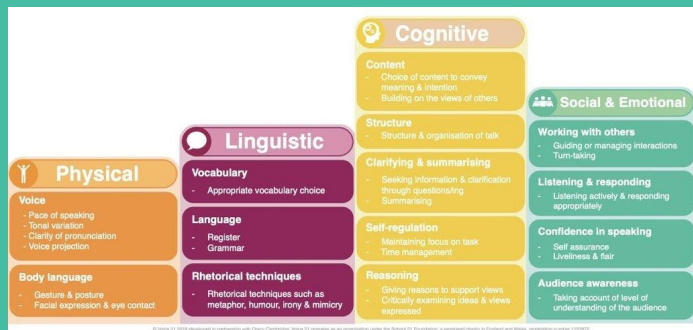 Physical
Voice
- Pace of speaking
- Tonal variation
- Clarity of pronunciation
- Voice projection
Body language
- Gesture & posture
- Facial expression & eye contact
Linguistic
Vocabulary
- Appropriate vocabulary choice
Language
- Register
- Grammar
Rhetorical techniques
- Rhetorical techniques such as
metaphor, humour, irony & mimicry
Cognitive
Content
- Choice of content to convey
meaning & intention
- Building on the views of others
Structure
- Structure & organisation of talk
Clarifying & summarising
- Seeking information & clarification
through questions/ing
- Summarising
Self-regulation
- Maintaining focus on task
- Time management
Reasoning
- Giving reasons to support views
- Critically examining ideas & views
expressed
Social & Emotional
Working with others
- Guiding or managing interactions
- Turn-taking
Listening & responding
- Listening actively & responding
appropriately
Confidence in speaking
- Self assurance
- Liveliness & flair
Audience awareness
- Taking account of level of
understanding of the audience